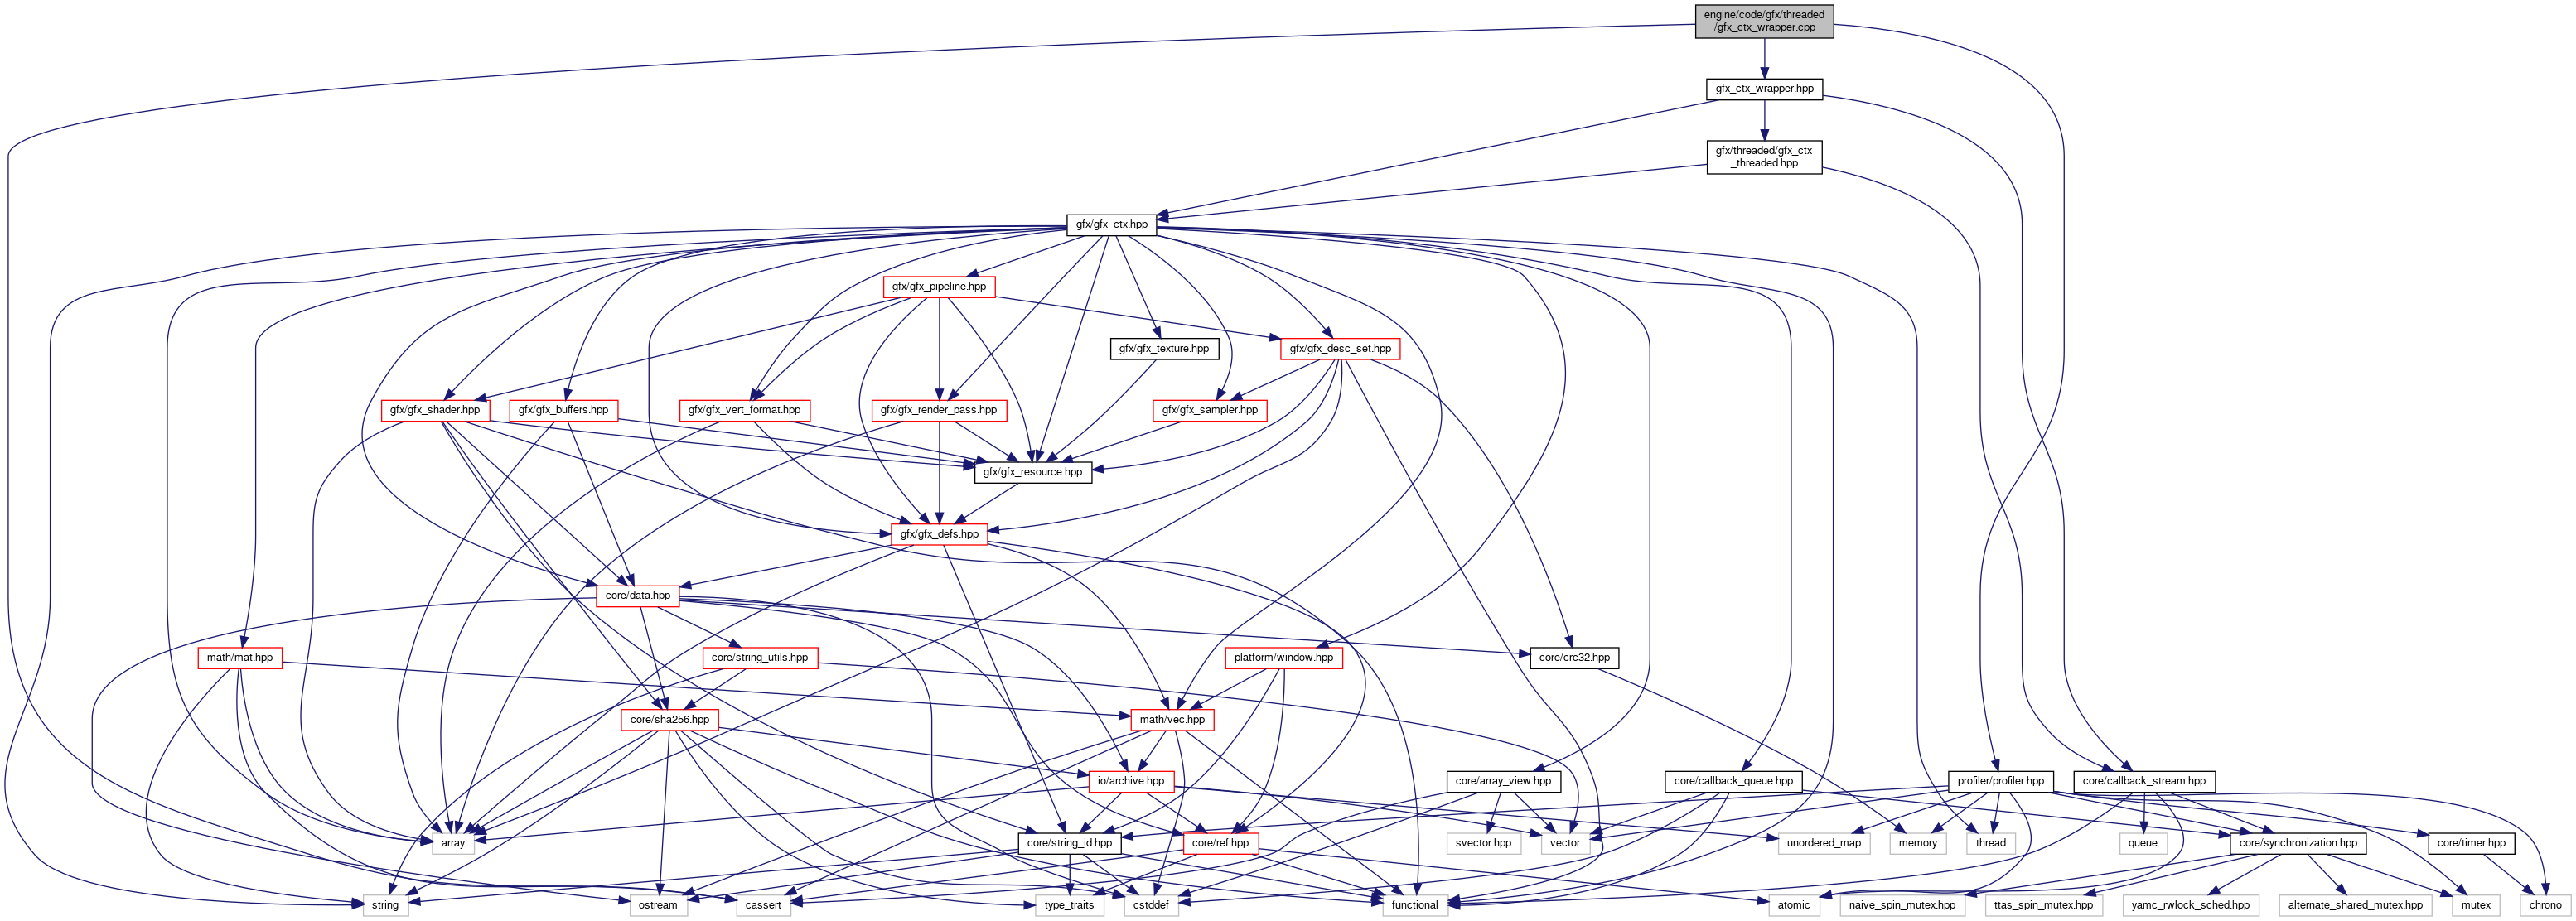 engine/code/gfx/threaded
/gfx_ctx_wrapper.cpp
gfx_ctx_wrapper.hpp
gfx/threaded/gfx_ctx
_threaded.hpp
gfx/gfx_ctx.hpp
gfx/gfx_pipeline.hpp
gfx/gfx_texture.hpp
gfx/gfx_desc_set.hpp
gfx/gfx_shader.hpp
gfx/gfx_buffers.hpp
gfx/gfx_vert_format.hpp
gfx/gfx_render_pass.hpp
gfx/gfx_sampler.hpp
gfx/gfx_resource.hpp
gfx/gfx_defs.hpp
core/data.hpp
math/mat.hpp
core/string_utils.hpp
platform/window.hpp
core/crc32.hpp
core/sha256.hpp
math/vec.hpp
io/archive.hpp
core/array_view.hpp
core/callback_queue.hpp
profiler/profiler.hpp
core/callback_stream.hpp
array
core/string_id.hpp
core/ref.hpp
svector.hpp
vector
unordered_map
memory
thread
core/timer.hpp
queue
core/synchronization.hpp
string
ostream
cassert
type_traits
cstddef
functional
atomic
naive_spin_mutex.hpp
ttas_spin_mutex.hpp
yamc_rwlock_sched.hpp
alternate_shared_mutex.hpp
mutex
chrono